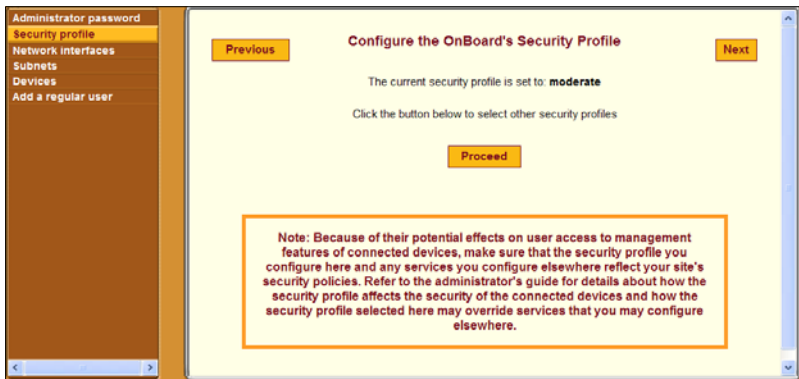 Administrator password
Security profile
Network interfaces
Subnets
Devices
Add a regular user
Previous
Configure the OnBoard's Security Profile
Next
The current security profile is set to: moderate
Click the button below to select other security profiles
Proceed
Note: Because of their potential effects on user access to management
features of connected devices, make sure that the security profile you
configure here and any services you configure elsewhere reflect your site's
security policies. Refer to the administrator's guide for details about how the
security profile affects the security of the connected devices and how the
security profile selected here may override services that you may configure
elsewhere.